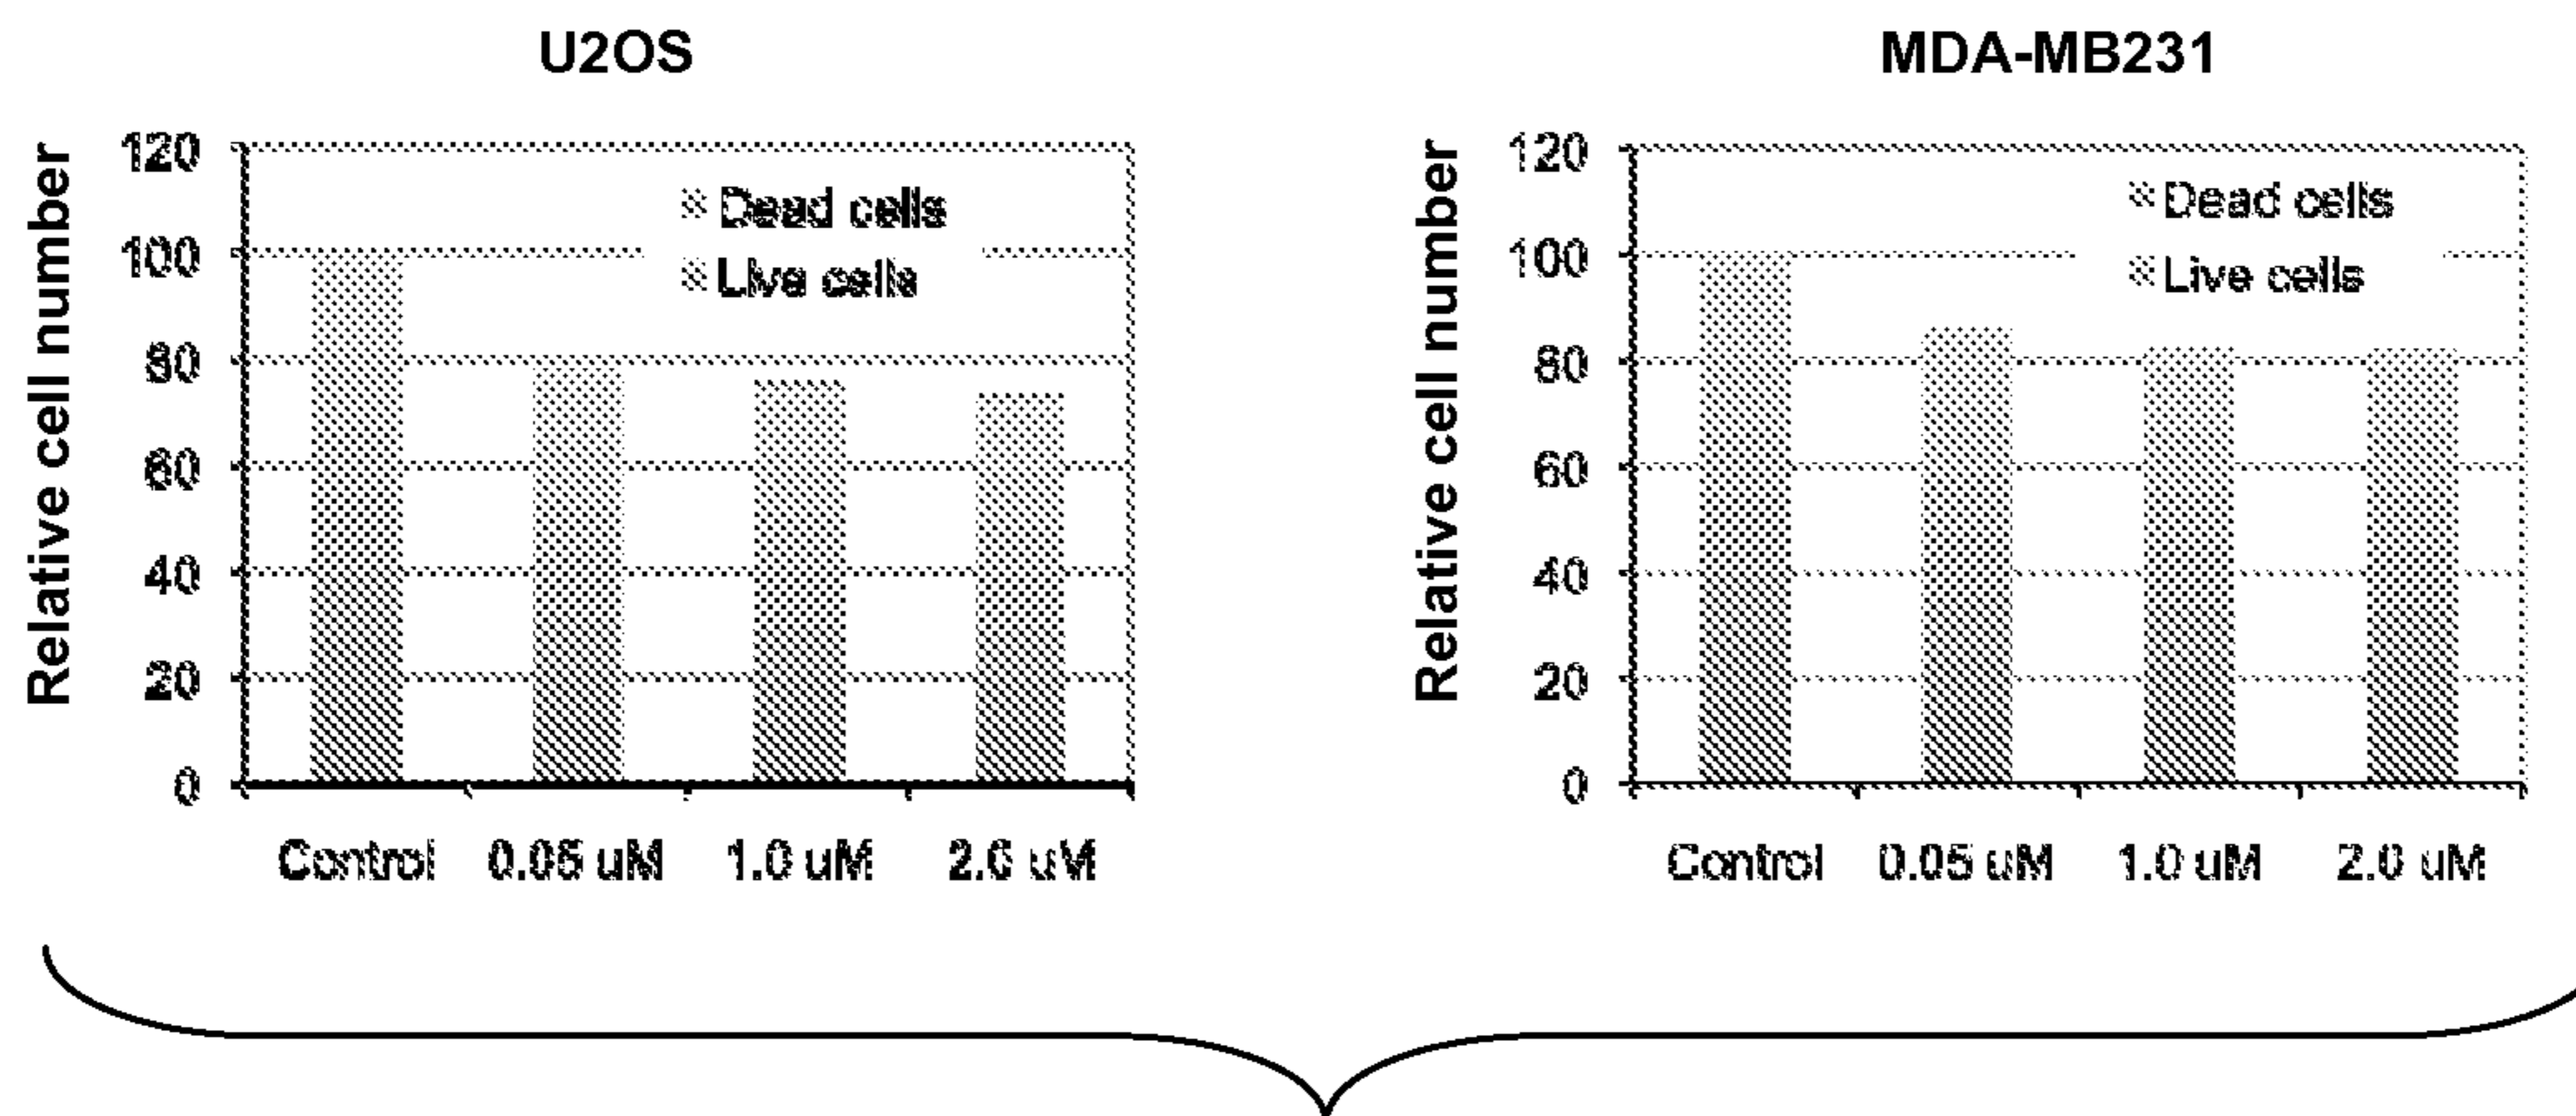 U2OS
Relative cell number
120
100
80
60
40
20
0
Dead cells
Live cells
Control 0.05 uM 1.0 uM 2.0 uM
MDA-MB231
Relative cell number
120
100
80
60
40
20
0
Dead cells
Live cells
Control 0.05 uM 1.0 uM 2.0 uM